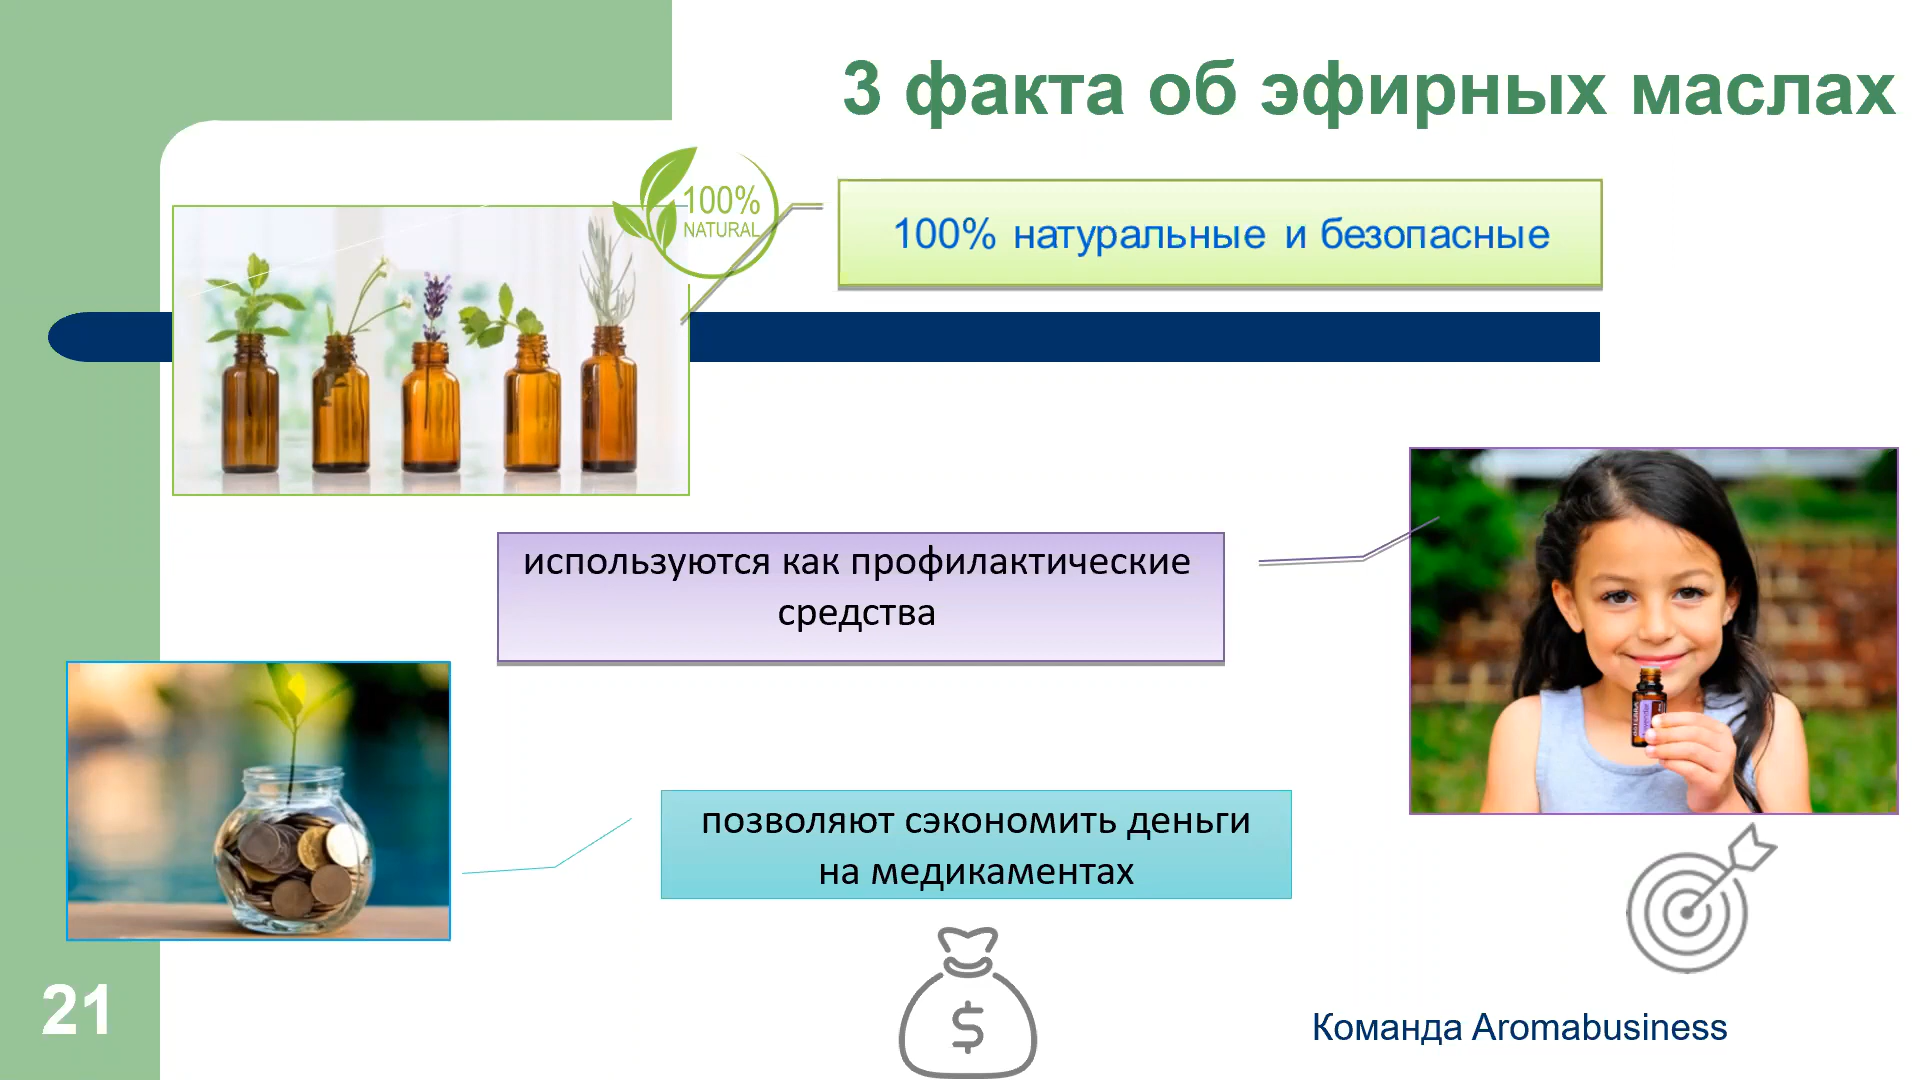 3 факта об эфирных маслах
100%
NATURAL
100% натуральные и безопасные
используются как профилактические
средства
позволяют сэкономить деньги
на медикаментах
$
21
Команда Aromabusiness